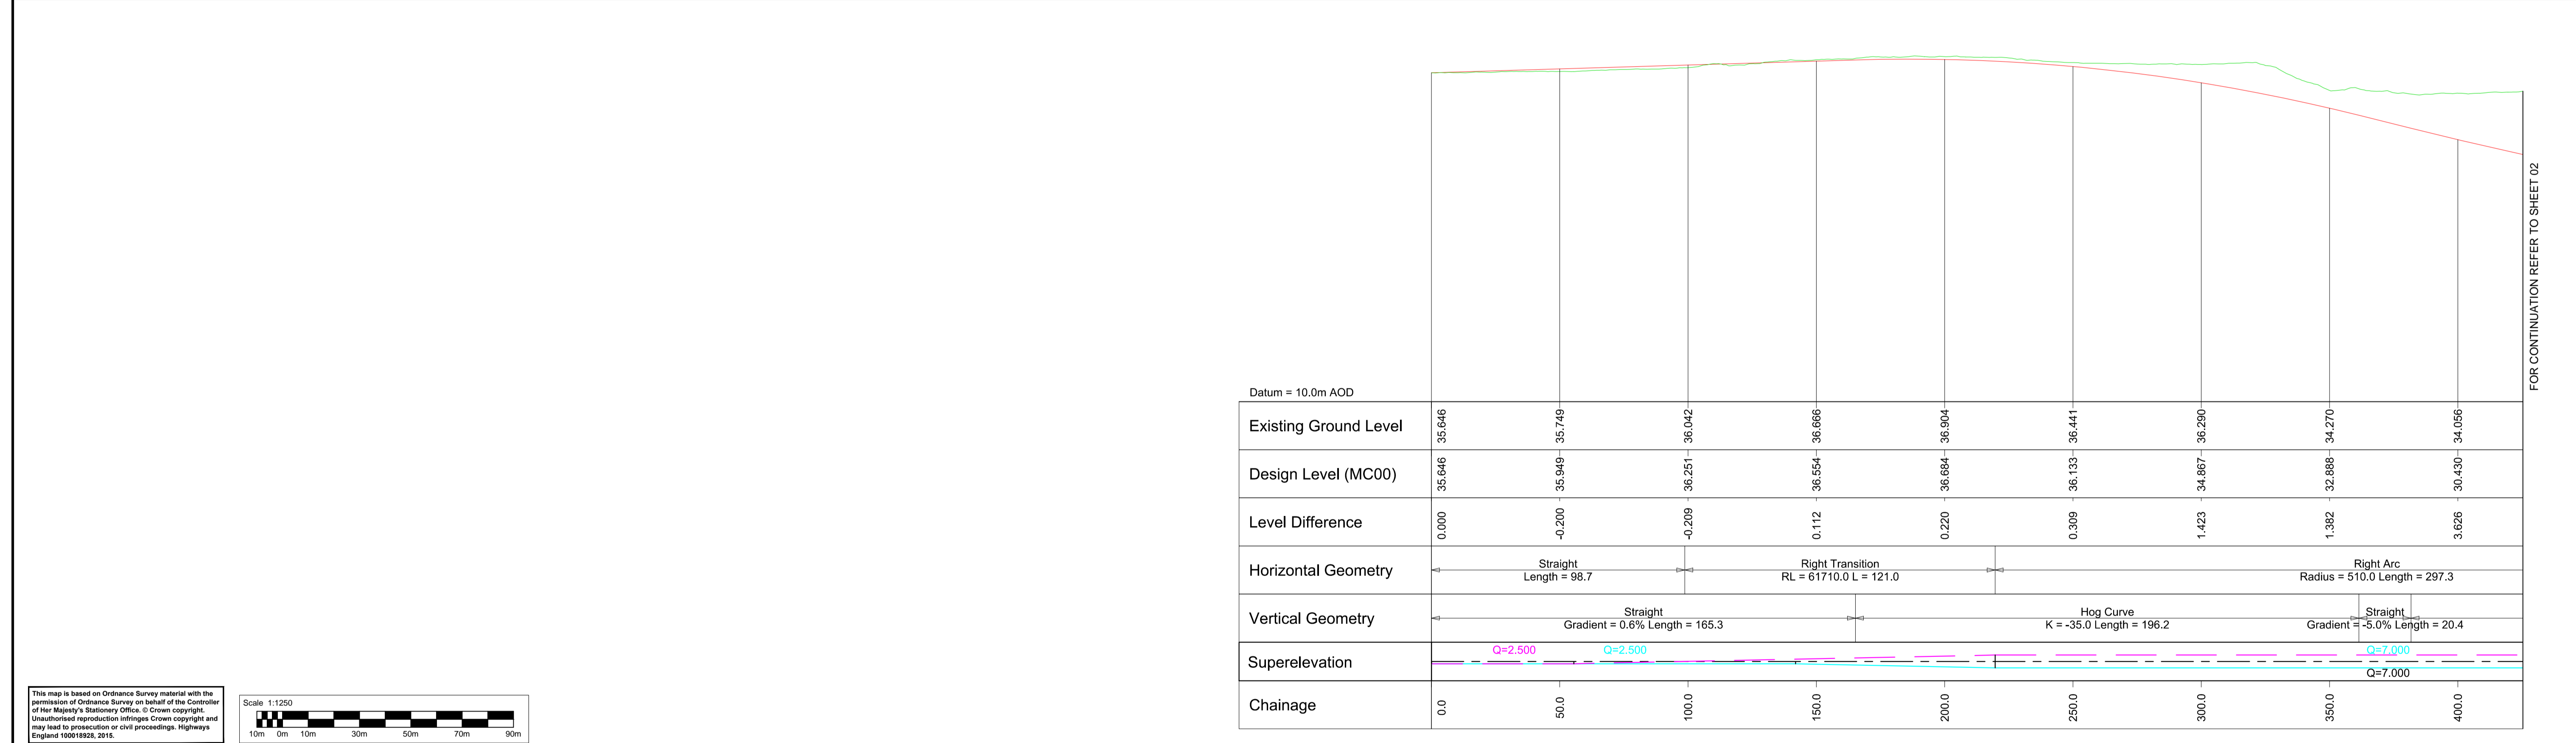 FOR CONTINUATION REFER TO SHEET 02
Datum = 10.0m AOD
Existing Ground Level 35.646 35.749 36.042 36.666 36.904 36.441 36.290 34.270 34.056
Design Level (MC00) 35.646 35.949 36.251 36.554 36.684 36.133 34.867 32.888 30.430
Level Difference 0.000 -0.200 -0.209 0.112 0.220 0.309 1.423 1.382 3.626
Horizontal Geometry
Straight
Length = 98.7
Right Transition
RL = 61710.0 L = 121.0
Right Arc
Radius = 510.0 Length = 297.3
Vertical Geometry
Straight
Gradient = 0.6% Length = 165.3
Hog Curve
K = -35.0 Length = 196.2
Straight
Gradient = -5.0% Length = 20.4
Superelevation
Q=2.500
Q=2.500
Q=7.000
Q=7.000
Chainage 0.0 50.0 100.0 150.0 200.0 250.0 300.0 350.0 400.0
This map is based on Ordnance Survey material with the
permission of Ordnance Survey on behalf of the Controller
of Her Majesty's Stationery Office. © Crown copyright.
Unauthorised reproduction infringes Crown copyright and
may lead to prosecution or civil proceedings. Highways
England 100018928, 2015.
Scale 1:1250
10m 0m 10m 30m 50m 70m 90m